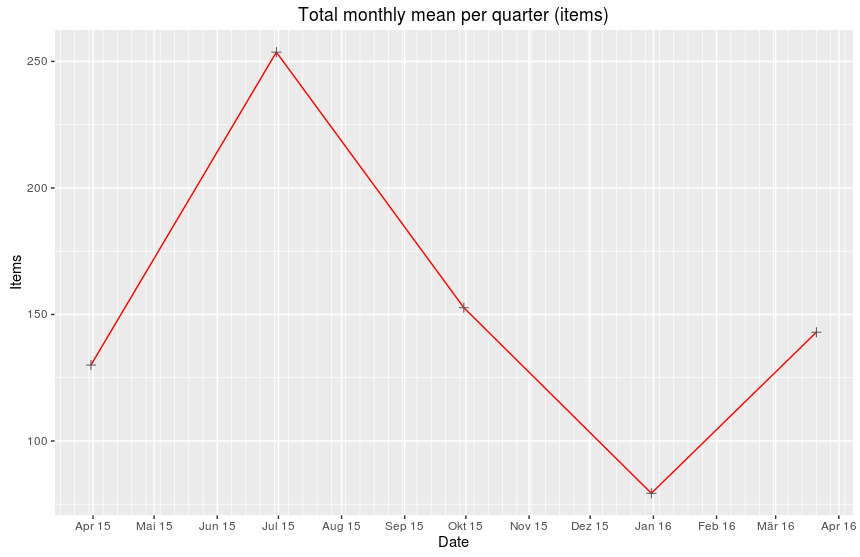 Total monthly mean per quarter (items)
250
200
150
100
Items
Apr 15 Mai 15 Jun 15 Jul 15 Aug 15 Sep 15 Okt 15 Nov 15 Dez 15 Jan 16 Feb 16 Mär 16 Apr 16
Date